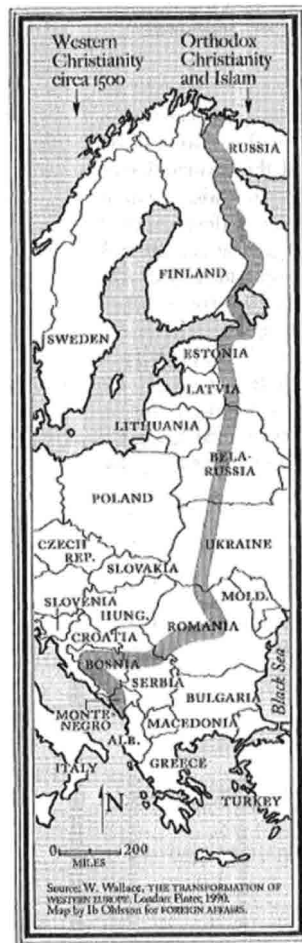 Western
Christianity
circa 1500
Orthodox
Christianity
and Islam
RUSSIA
FINLAND
SWEDEN
ESTONIA
LATVIA
LITHUANIA
BELA-
RUSSIA
POLAND
UKRAINE
CZECH
REP.
SLOVAKIA
MOLD.
SLOVENIA
HUNG.
ROMANIA
CROATIA
BOSNIA
SERBIA
Black Sea
BULGARIA
MONTE-
NEGRO
MACEDONIA
ALB.
ITALY
GREECE
TURKEY
N
0 200
MILES
Source: W. Wallace, THE TRANSFORMATION OF
WESTERN EUROPE. London: Pinter, 1990.
Map by Ib Ohlsson for FOREIGN AFFAIRS.